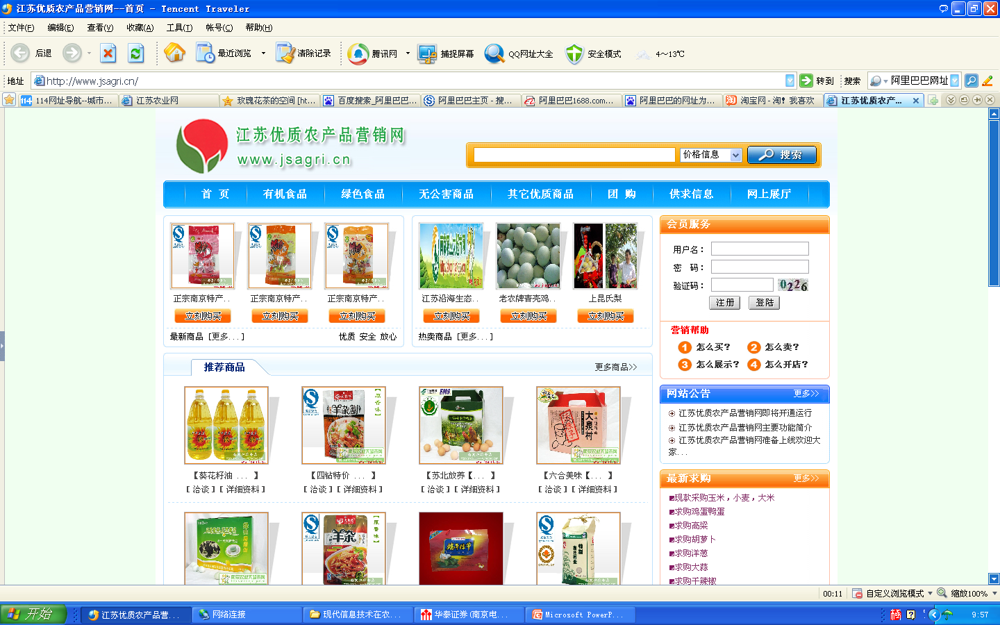 江苏优质农产品营销网--首页 - Tencent Traveler
文件(F) 编辑(E) 查看(V) 收藏(A) 工具(T) 帐号(C) 帮助(H)
后退 最近浏览 清除记录 腾讯网 捕捉屏幕 QQ网址大全 安全模式 4～13℃
地址 http://www.jsagri.cn/ 转到 搜索 阿里巴巴网址
114网址导航--城市... 江苏农业网 玫瑰花茶的空间 [ht... 百度搜索_阿里巴巴... 阿里巴巴主页 - 搜... 阿里巴巴1688.com... 阿里巴巴的网址为... 淘宝网 - 淘！我喜欢 江苏优质农产...
江苏优质农产品营销网
www.jsagri.cn
价格信息 搜索
首 页 有机食品 绿色食品 无公害商品 其它优质商品 团 购 供求信息 网上展厅
正宗南京特产.. 正宗南京特产.. 正宗南京特产.. 江苏沿海生态.. 老农牌青壳鸡.. 上昆氏梨
立刻购买 立刻购买 立刻购买 立刻购买 立刻购买 立刻购买
最新商品 [更多...] 优质 安全 放心 热卖商品 [更多...]
会员服务
用户名：
密 码：
验证码： 0226
注册 登陆
营销帮助
1 怎么买？ 2 怎么卖？
3 怎么展示？ 4 怎么开店？
推荐商品 更多商品>>
羊杂割
原香味
EMS
大泉村
【葵花籽油 ... 】 【四钻特价 ... 】 【苏北放养【... 】 【六合美味【... 】
[ 洽谈 ] [ 详细资料 ] [ 洽谈 ] [ 详细资料 ] [ 洽谈 ] [ 详细资料 ] [ 洽谈 ] [ 详细资料 ]
羊杂
原香味
网站公告 更多>>
江苏优质农产品营销网即将开通运行
江苏优质农产品营销网主要功能简介
江苏优质农产品营销网准备上线欢迎大
家...
最新求购 更多>>
现款采购玉米，小麦，大米
求购鸡蛋鸭蛋
求购高粱
求购胡萝卜
求购洋葱
求购大蒜
求购干辣椒
00:11 自定义浏览模式 缩放100%
开始 江苏优质农产品营... 网络连接 现代信息技术在农... 华泰证券(南京电... Microsoft PowerP... 9:57